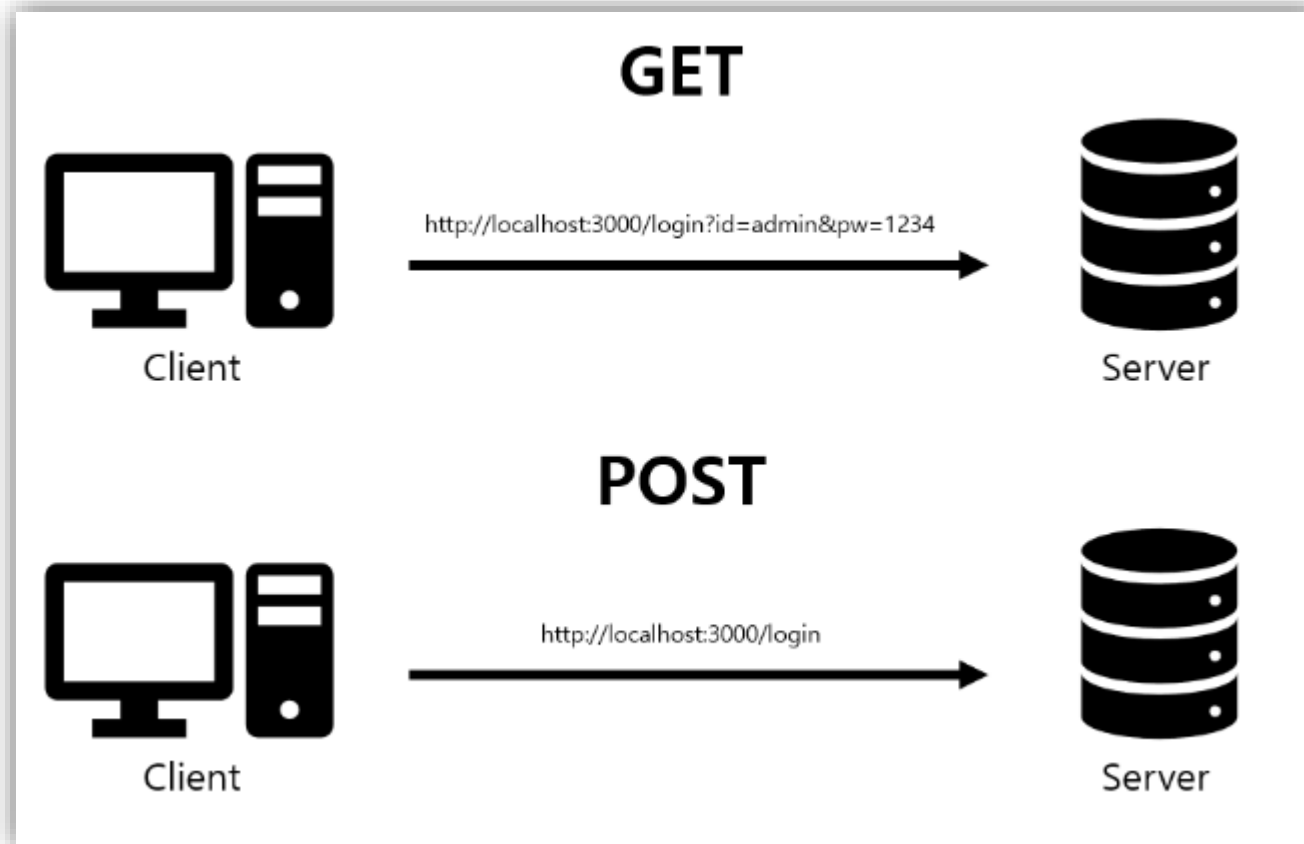 GET
http://localhost:3000/login?id=admin&pw=1234
Client
Server
POST
http://localhost:3000/login
Client
Server